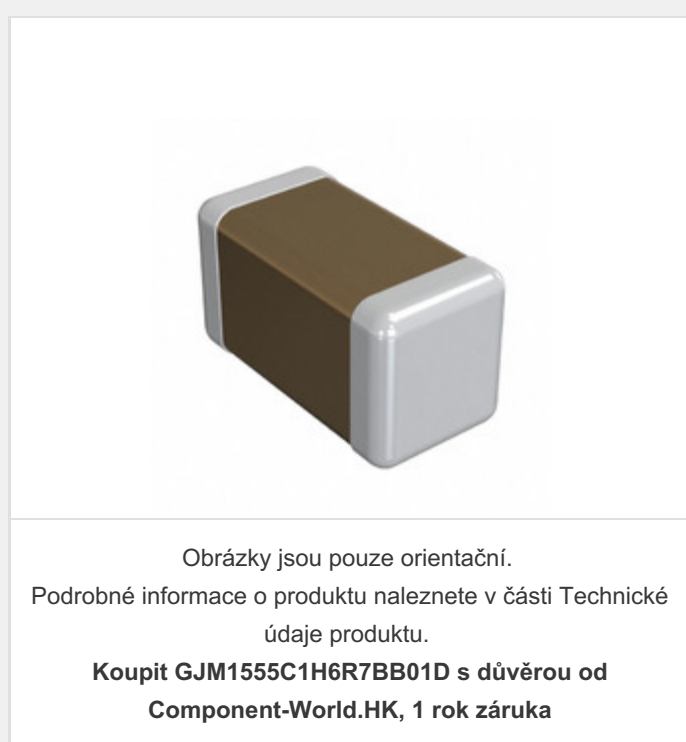 Obrázky jsou pouze orientační.
Podrobné informace o produktu naleznete v části Technické
údaje produktu.
Koupit GJM1555C1H6R7BB01D s důvěrou od
Component-World.HK, 1 rok záruka